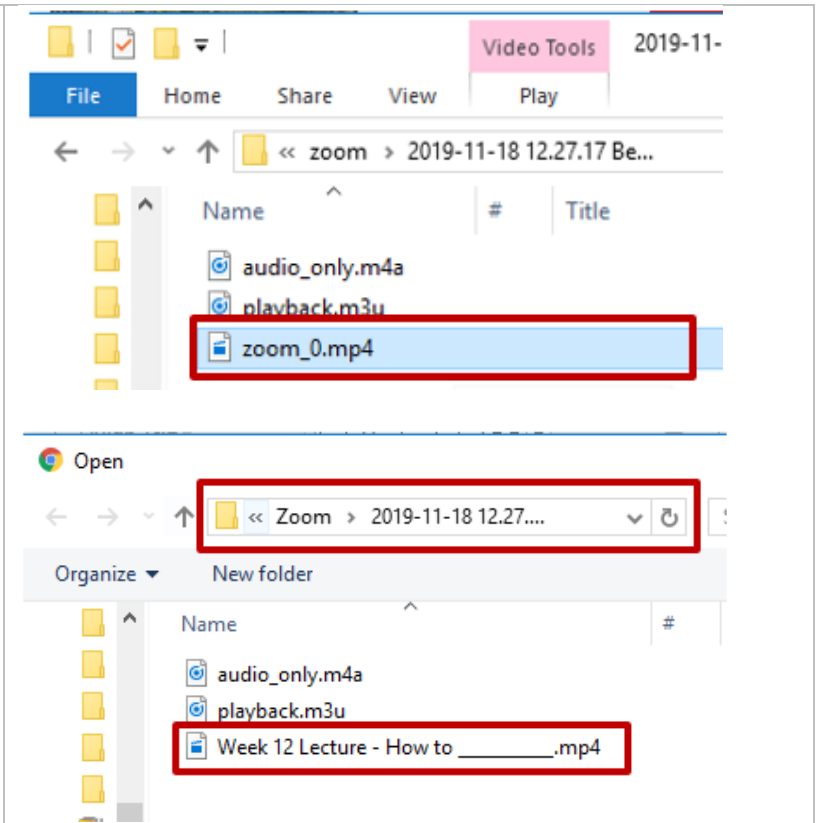 Video Tools 2019-11-
File Home Share View Play
« zoom > 2019-11-18 12.27.17 Be...
Name # Title
audio_only.m4a
playback.m3u
zoom_0.mp4
Open
« Zoom > 2019-11-18 12.27....
Organize New folder
Name #
audio_only.m4a
playback.m3u
Week 12 Lecture - How to __________.mp4